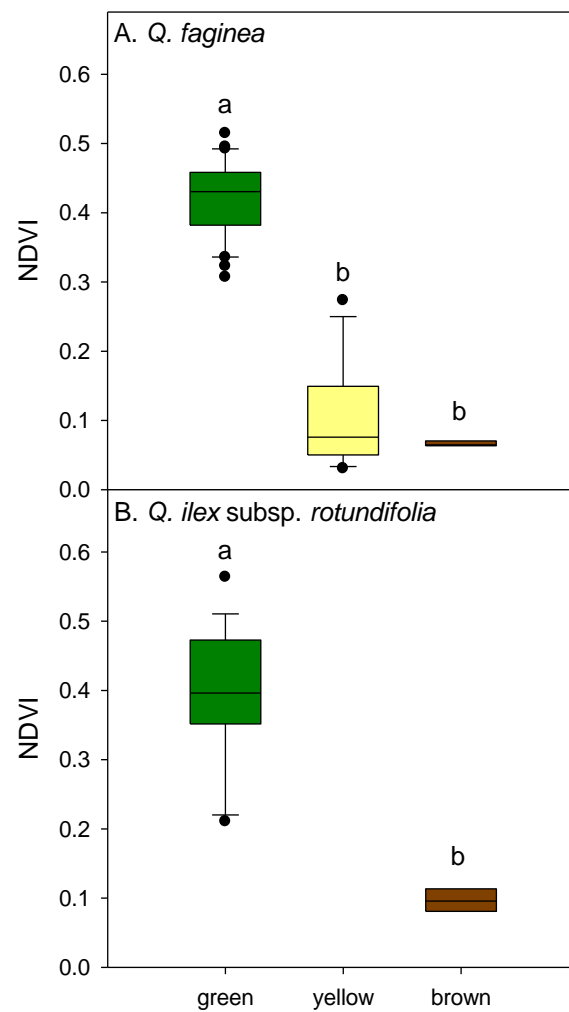 A. Q. faginea
0.6
a
0.5
0.4
NDVI
0.3
b
0.2
b
0.1
0.0
B. Q. ilex subsp. rotundifolia
0.6
a
0.5
0.4
NDVI
0.3
0.2
b
0.1
0.0
green yellow brown